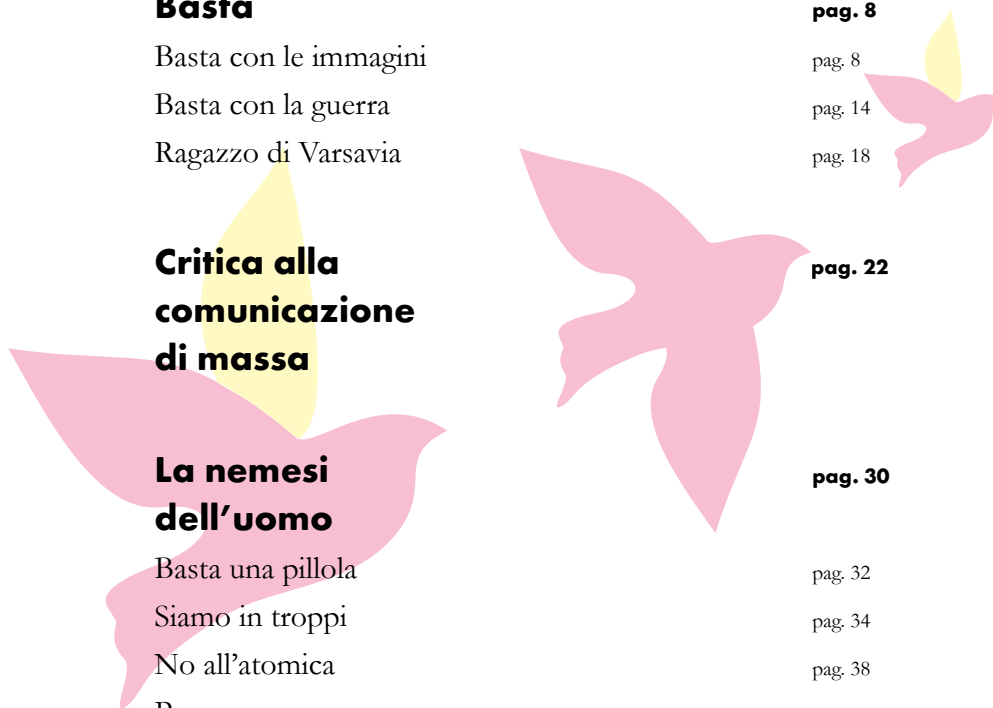 Basta pag. 8
Basta con le immagini pag. 8
Basta con la guerra pag. 14
Ragazzo di Varsavia pag. 18
Critica alla pag. 22
comunicazione
di massa
La nemesi pag. 30
dell’uomo
Basta una pillola pag. 32
Siamo in troppi pag. 34
No all’atomica pag. 38